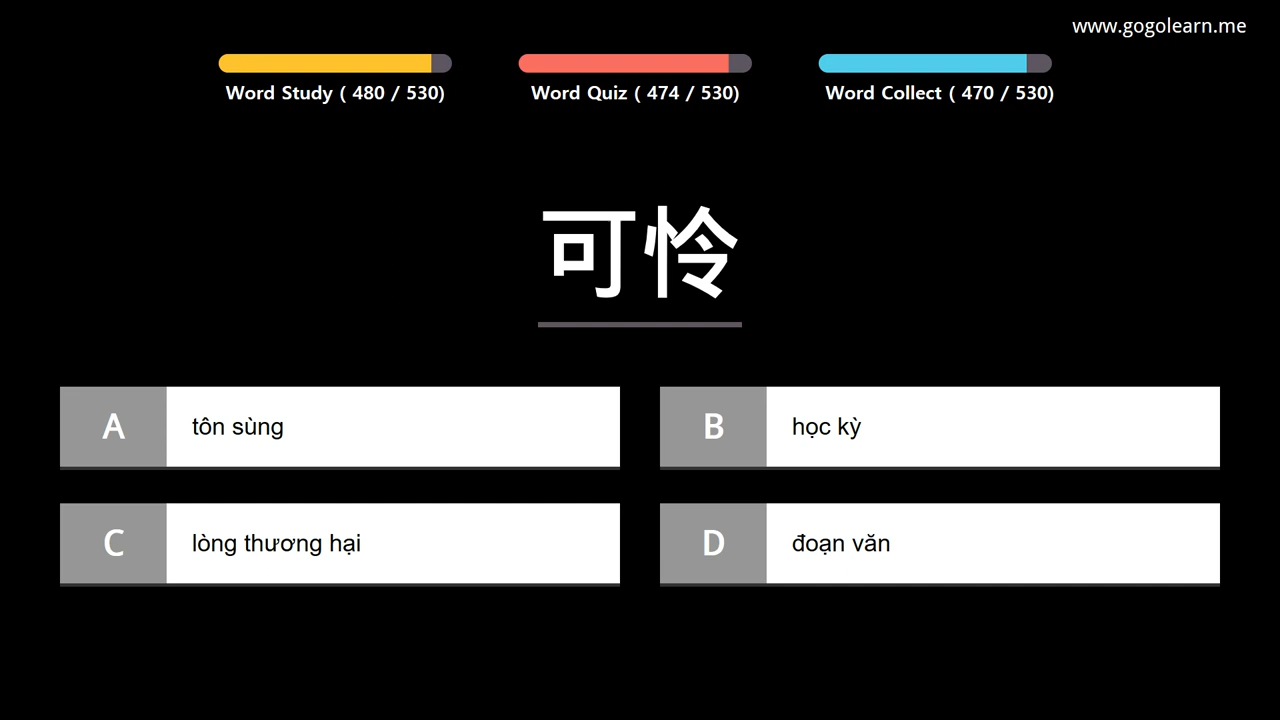 www.gogolearn.me
Word Study ( 480 / 530)
Word Quiz ( 474 / 530)
Word Collect ( 470 / 530)
可怜
A tôn sùng
B học kỳ
C lòng thương hại
D đoạn văn